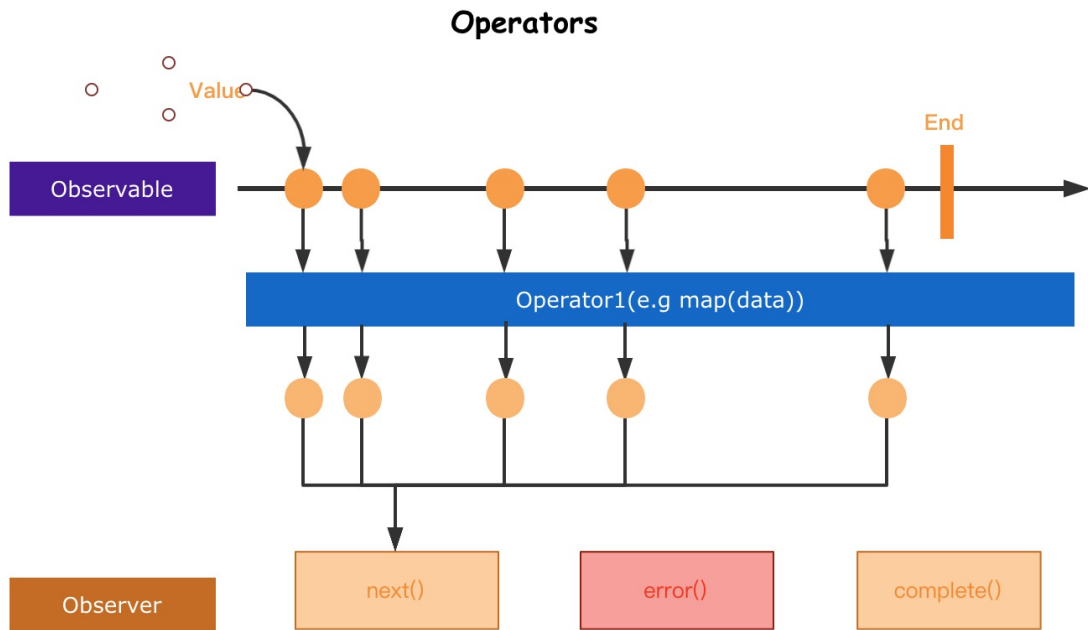 Operators
Value
End
Observable
Operator1(e.g map(data))
next()
error()
complete()
Observer